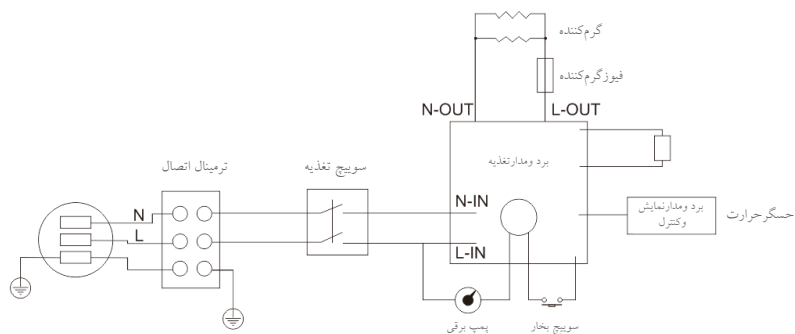 گرم‌کننده
فیوزگرم‌کننده
N-OUT
L-OUT
برد ومدارتغذیه
ترمینال اتصال
سوییچ تغذیه
N
L
N-IN
L-IN
برد ومدارنمایش
وکنترل
حسگرحرارت
پمپ برقی
سوییچ بخار